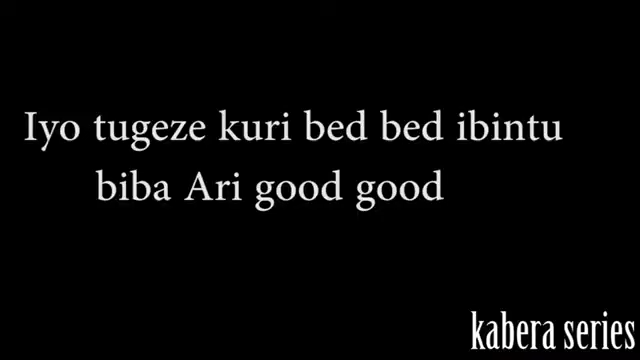 Iyo tugeze kuri bed bed ibintu
biba Ari good good
kabera series